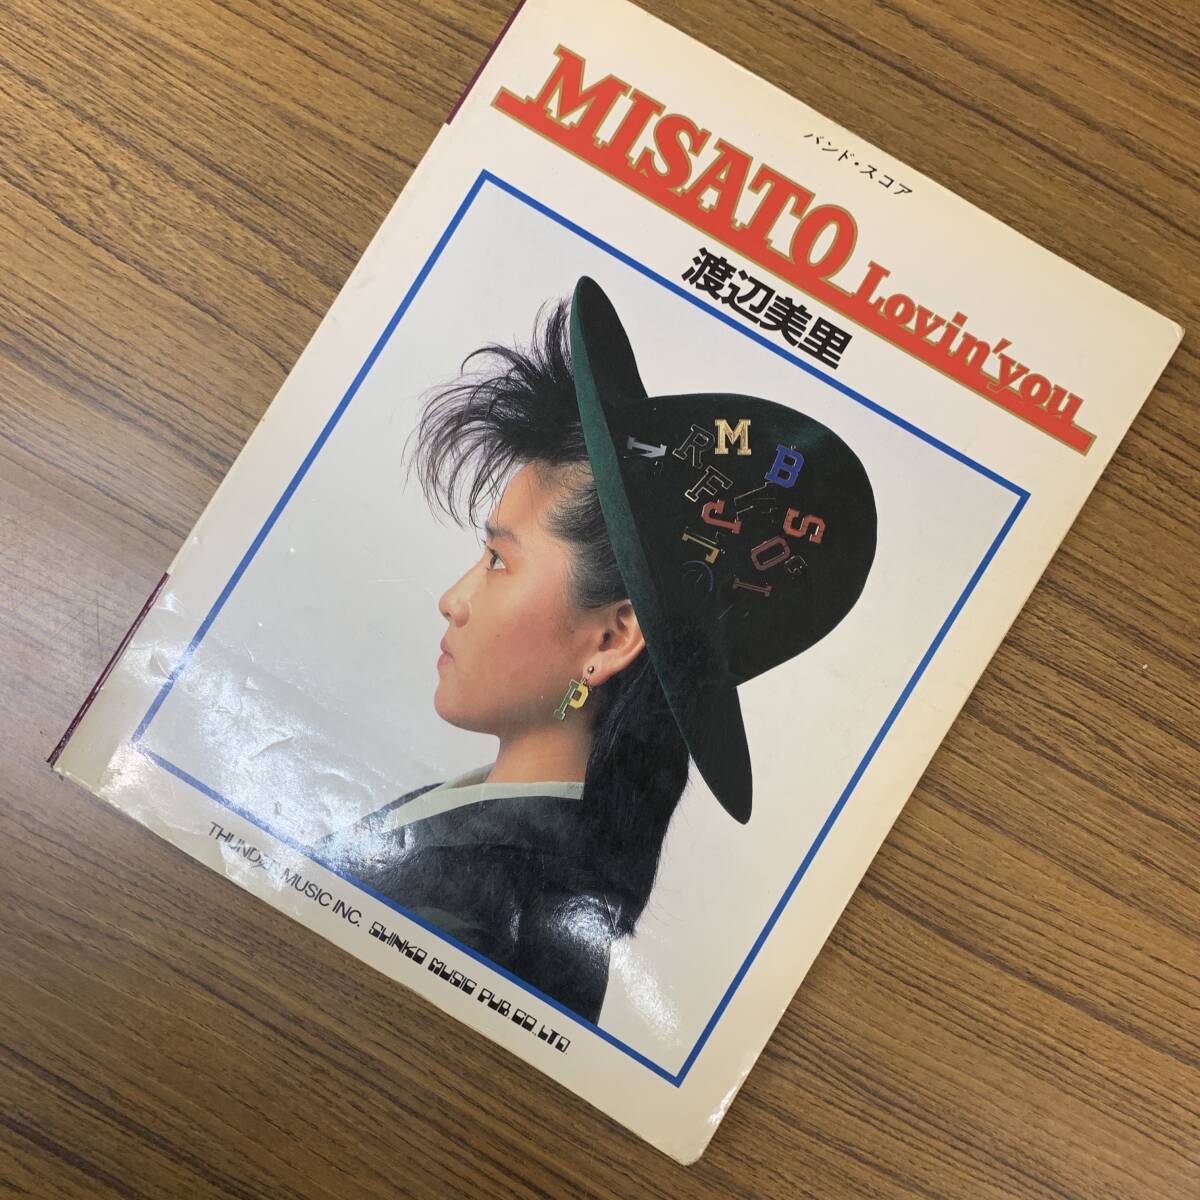 バンド・スコア
MISATO Lovin'you
渡辺美里
M
B
R
F
S
J
O
P
THUNDER MUSIC INC. SHINKO MUSIC PUB. CO., LTD.